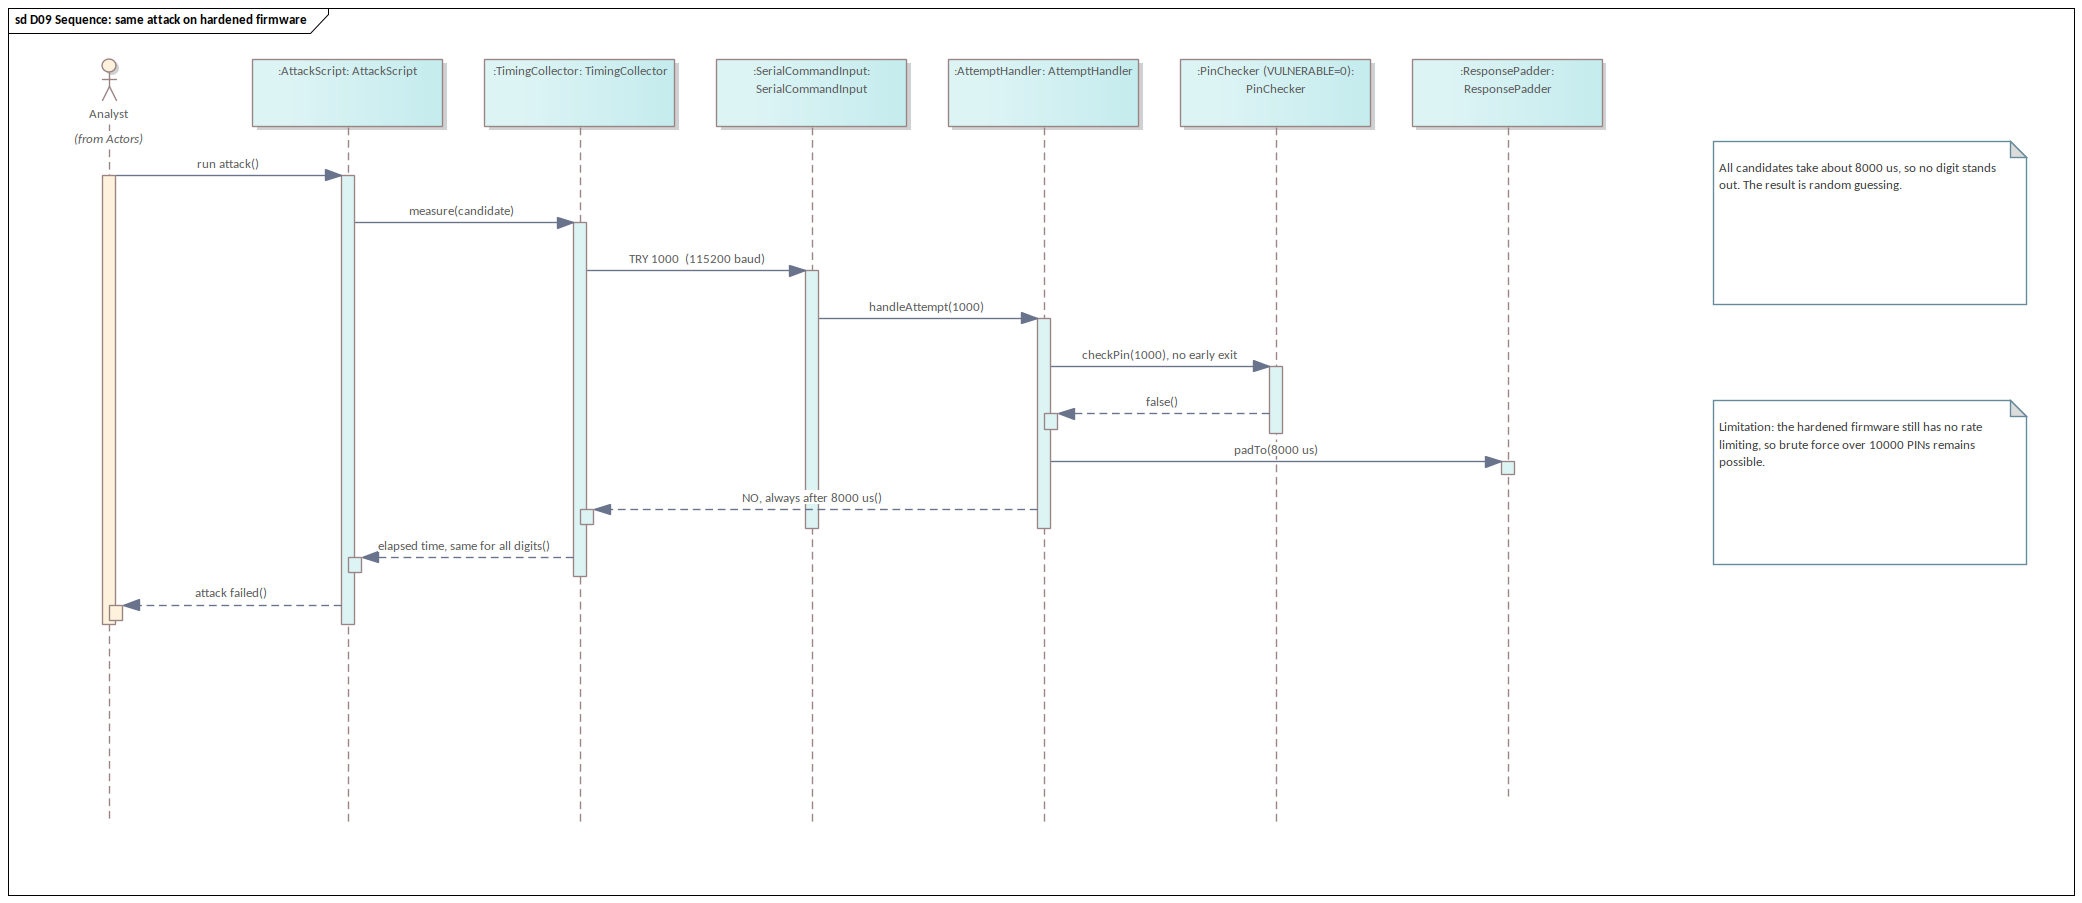 sd D09 Sequence: same attack on hardened firmware
Analyst
(from Actors)
:AttackScript: AttackScript
:TimingCollector: TimingCollector
:SerialCommandInput:
SerialCommandInput
:AttemptHandler: AttemptHandler
:PinChecker (VULNERABLE=0):
PinChecker
:ResponsePadder:
ResponsePadder
run attack()
measure(candidate)
TRY 1000  (115200 baud)
handleAttempt(1000)
checkPin(1000), no early exit
false()
padTo(8000 us)
NO, always after 8000 us()
elapsed time, same for all digits()
attack failed()
All candidates take about 8000 us, so no digit stands
out. The result is random guessing.
Limitation: the hardened firmware still has no rate
limiting, so brute force over 10000 PINs remains
possible.